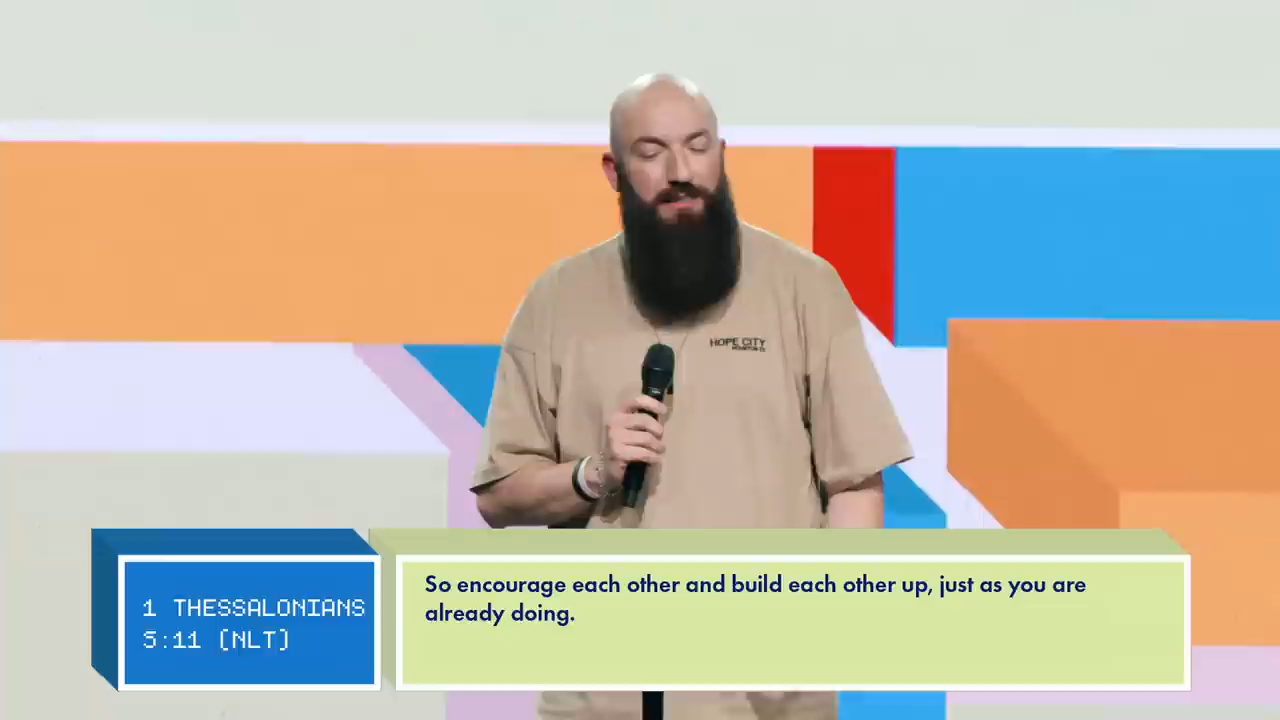 HOPE CITY
1 THESSALONIANS
5:11 [NLT]
So encourage each other and build each other up, just as you are
already doing.